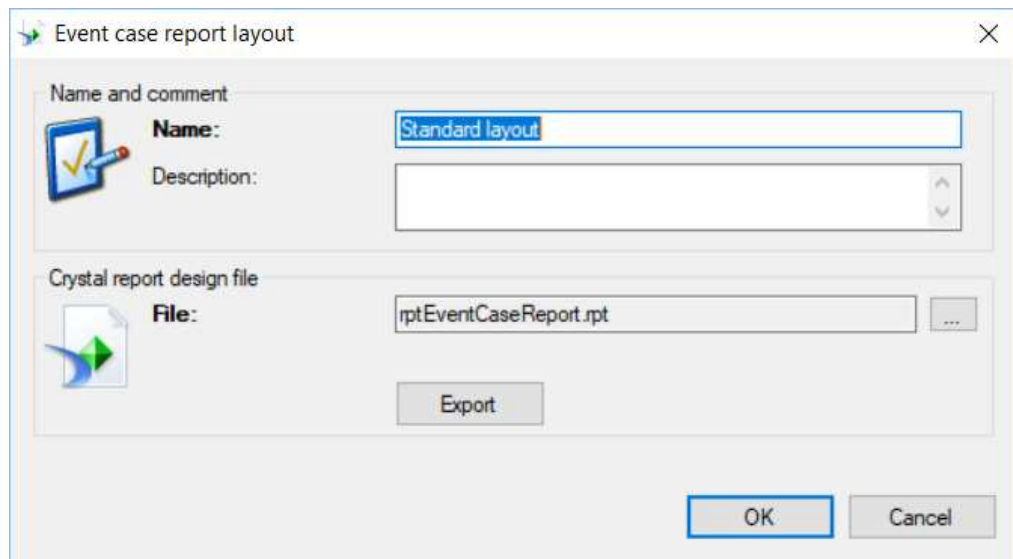 Event case report layout
Name and comment
Name: Standard layout
Description:
Crystal report design file
File: rptEventCaseReport.rpt ...
Export
OK Cancel